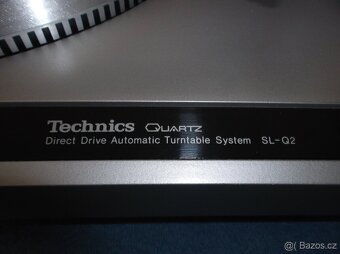 Technics QUARTZ
Direct Drive Automatic Turntable System SL-Q2
Bazos.cz